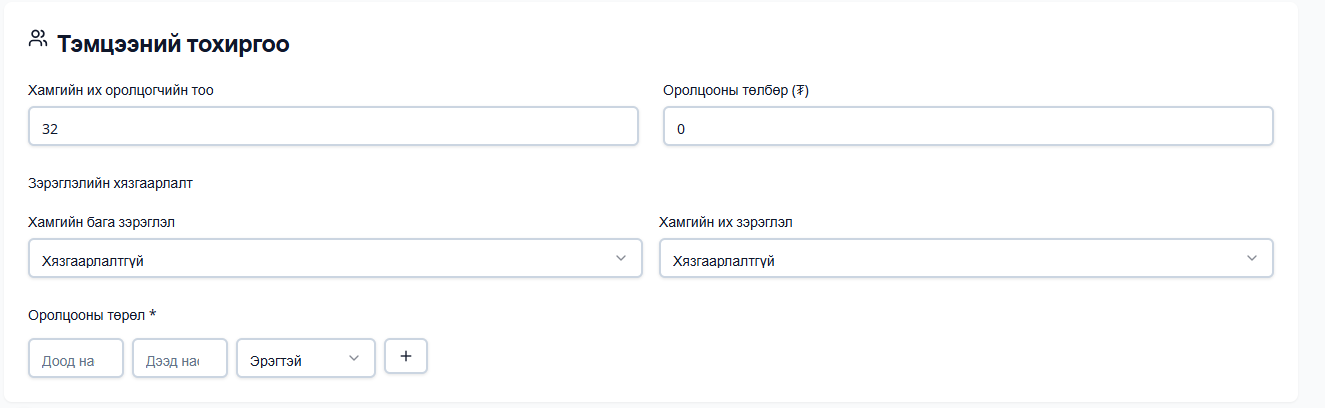 Тэмцээний тохиргоо
Хамгийн их оролцогчийн тоо
Оролцооны төлбөр (₮)
32
0
Зэрэглэлийн хязгаарлалт
Хамгийн бага зэрэглэл
Хамгийн их зэрэглэл
Хязгаарлалтгүй
Хязгаарлалтгүй
Оролцооны төрөл *
Доод на
Дээд нас
Эрэгтэй
+